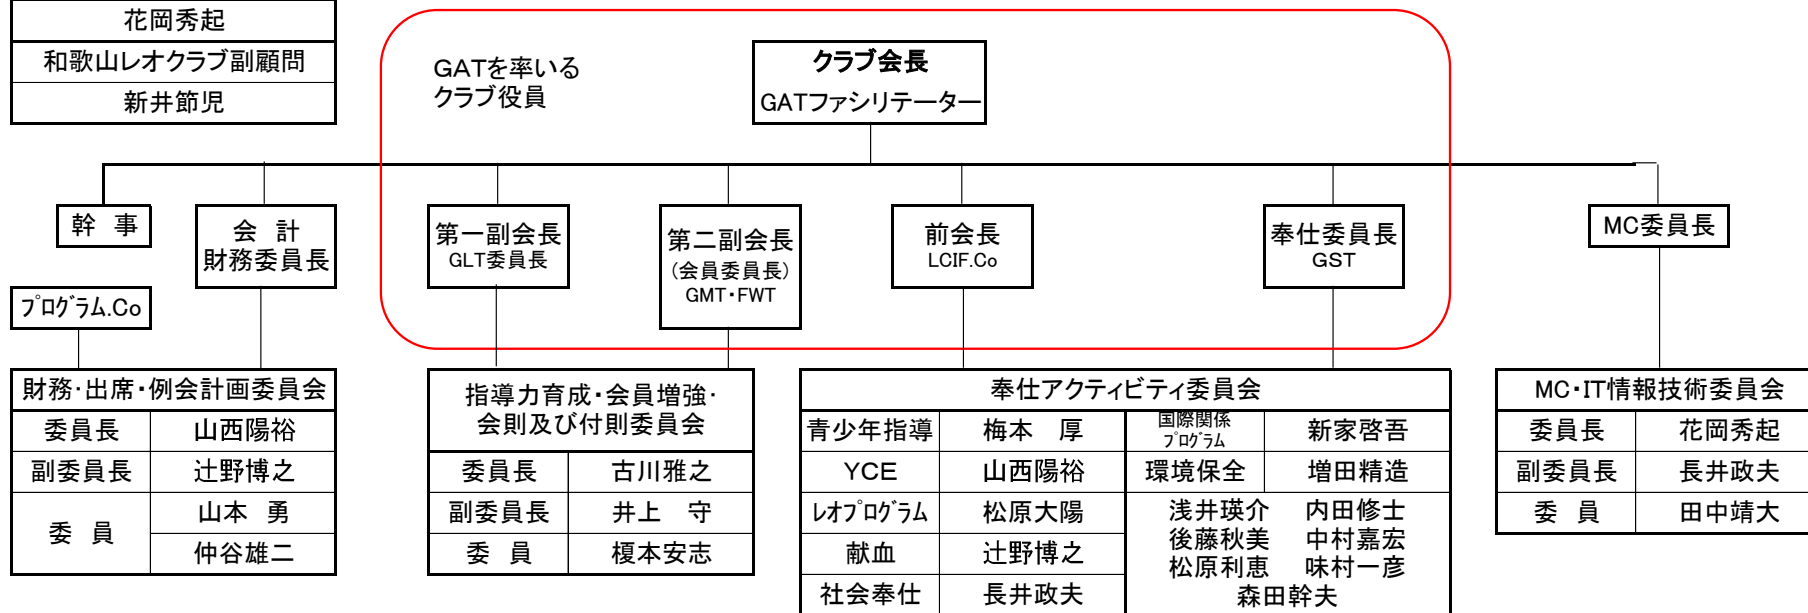 花岡秀起
和歌山レオクラブ副顧問
新井節児
GATを率いる
クラブ役員
クラブ会長
GATファシリテーター
幹　事
会　計
財務委員長
第一副会長
GLT委員長
第二副会長
(会員委員長)
GMT・FWT
前会長
LCIF.Co
奉仕委員長
GST
MC委員長
ﾌﾟﾛｸﾞﾗﾑ.Co
財務・出席・例会計画委員会
委員長　山西陽裕
副委員長　辻野博之
委　員　山本　勇
仲谷雄二
指導力育成・会員増強・
会則及び付則委員会
委員長　古川雅之
副委員長　井上　守
委　員　榎本安志
奉仕アクティビティ委員会
青少年指導　梅本　厚
YCE　山西陽裕
ﾚｵﾌﾟﾛｸﾞﾗﾑ　松原大陽
献血　辻野博之
社会奉仕　長井政夫
国際関係
ﾌﾟﾛｸﾞﾗﾑ　新家啓吾
環境保全　増田精造
浅井瑛介　内田修士
後藤秋美　中村嘉宏
松原利恵　味村一彦
森田幹夫
MC・IT情報技術委員会
委員長　花岡秀起
副委員長　長井政夫
委　員　田中靖大